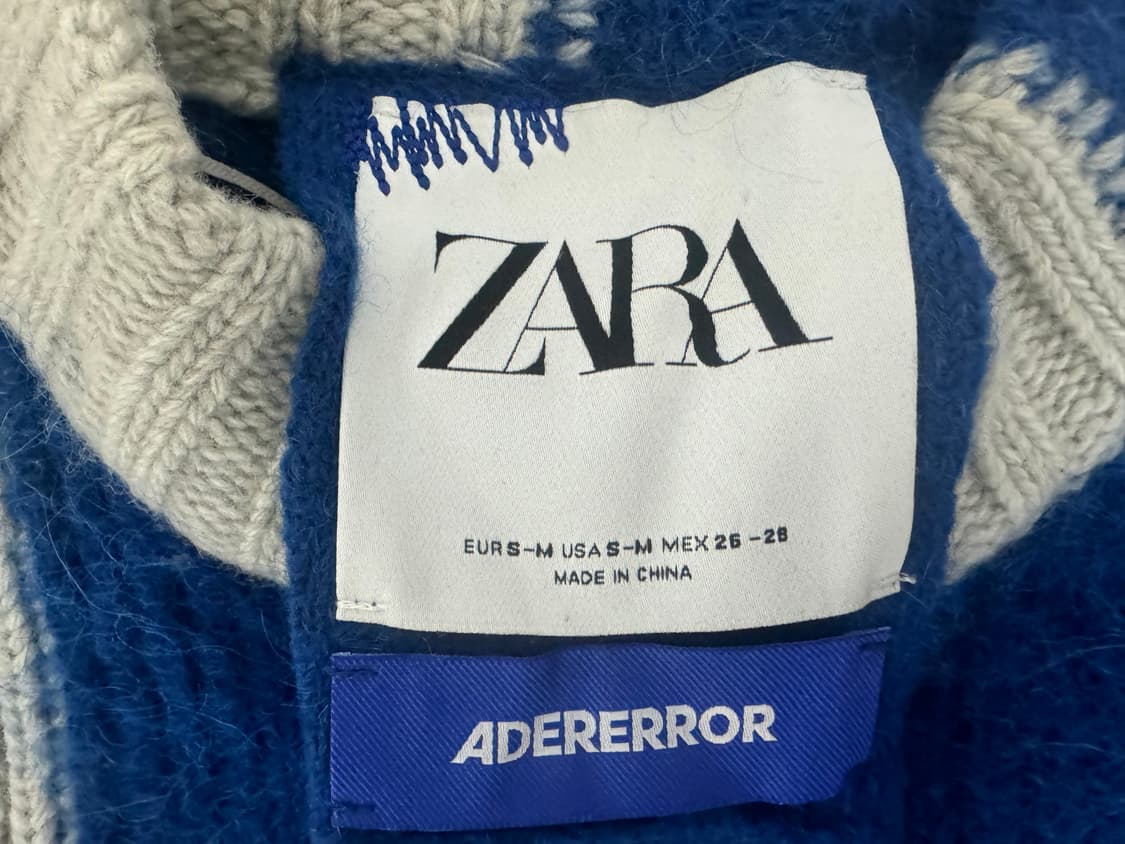 ZARA
EUR S-M USA S-M MEX 26 -28
MADE IN CHINA
ADERERROR